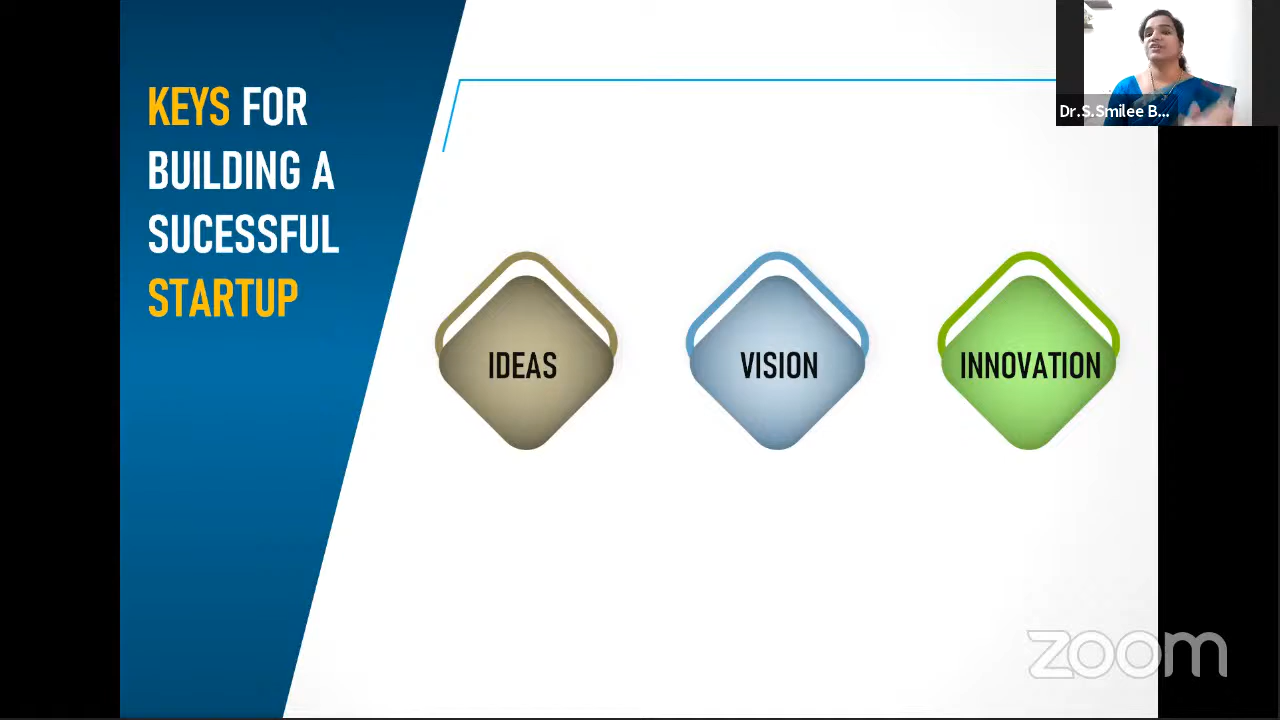 KEYS FOR
BUILDING A
SUCESSFUL
STARTUP
IDEAS
VISION
INNOVATION
Dr.S.Smilee B...
zoom